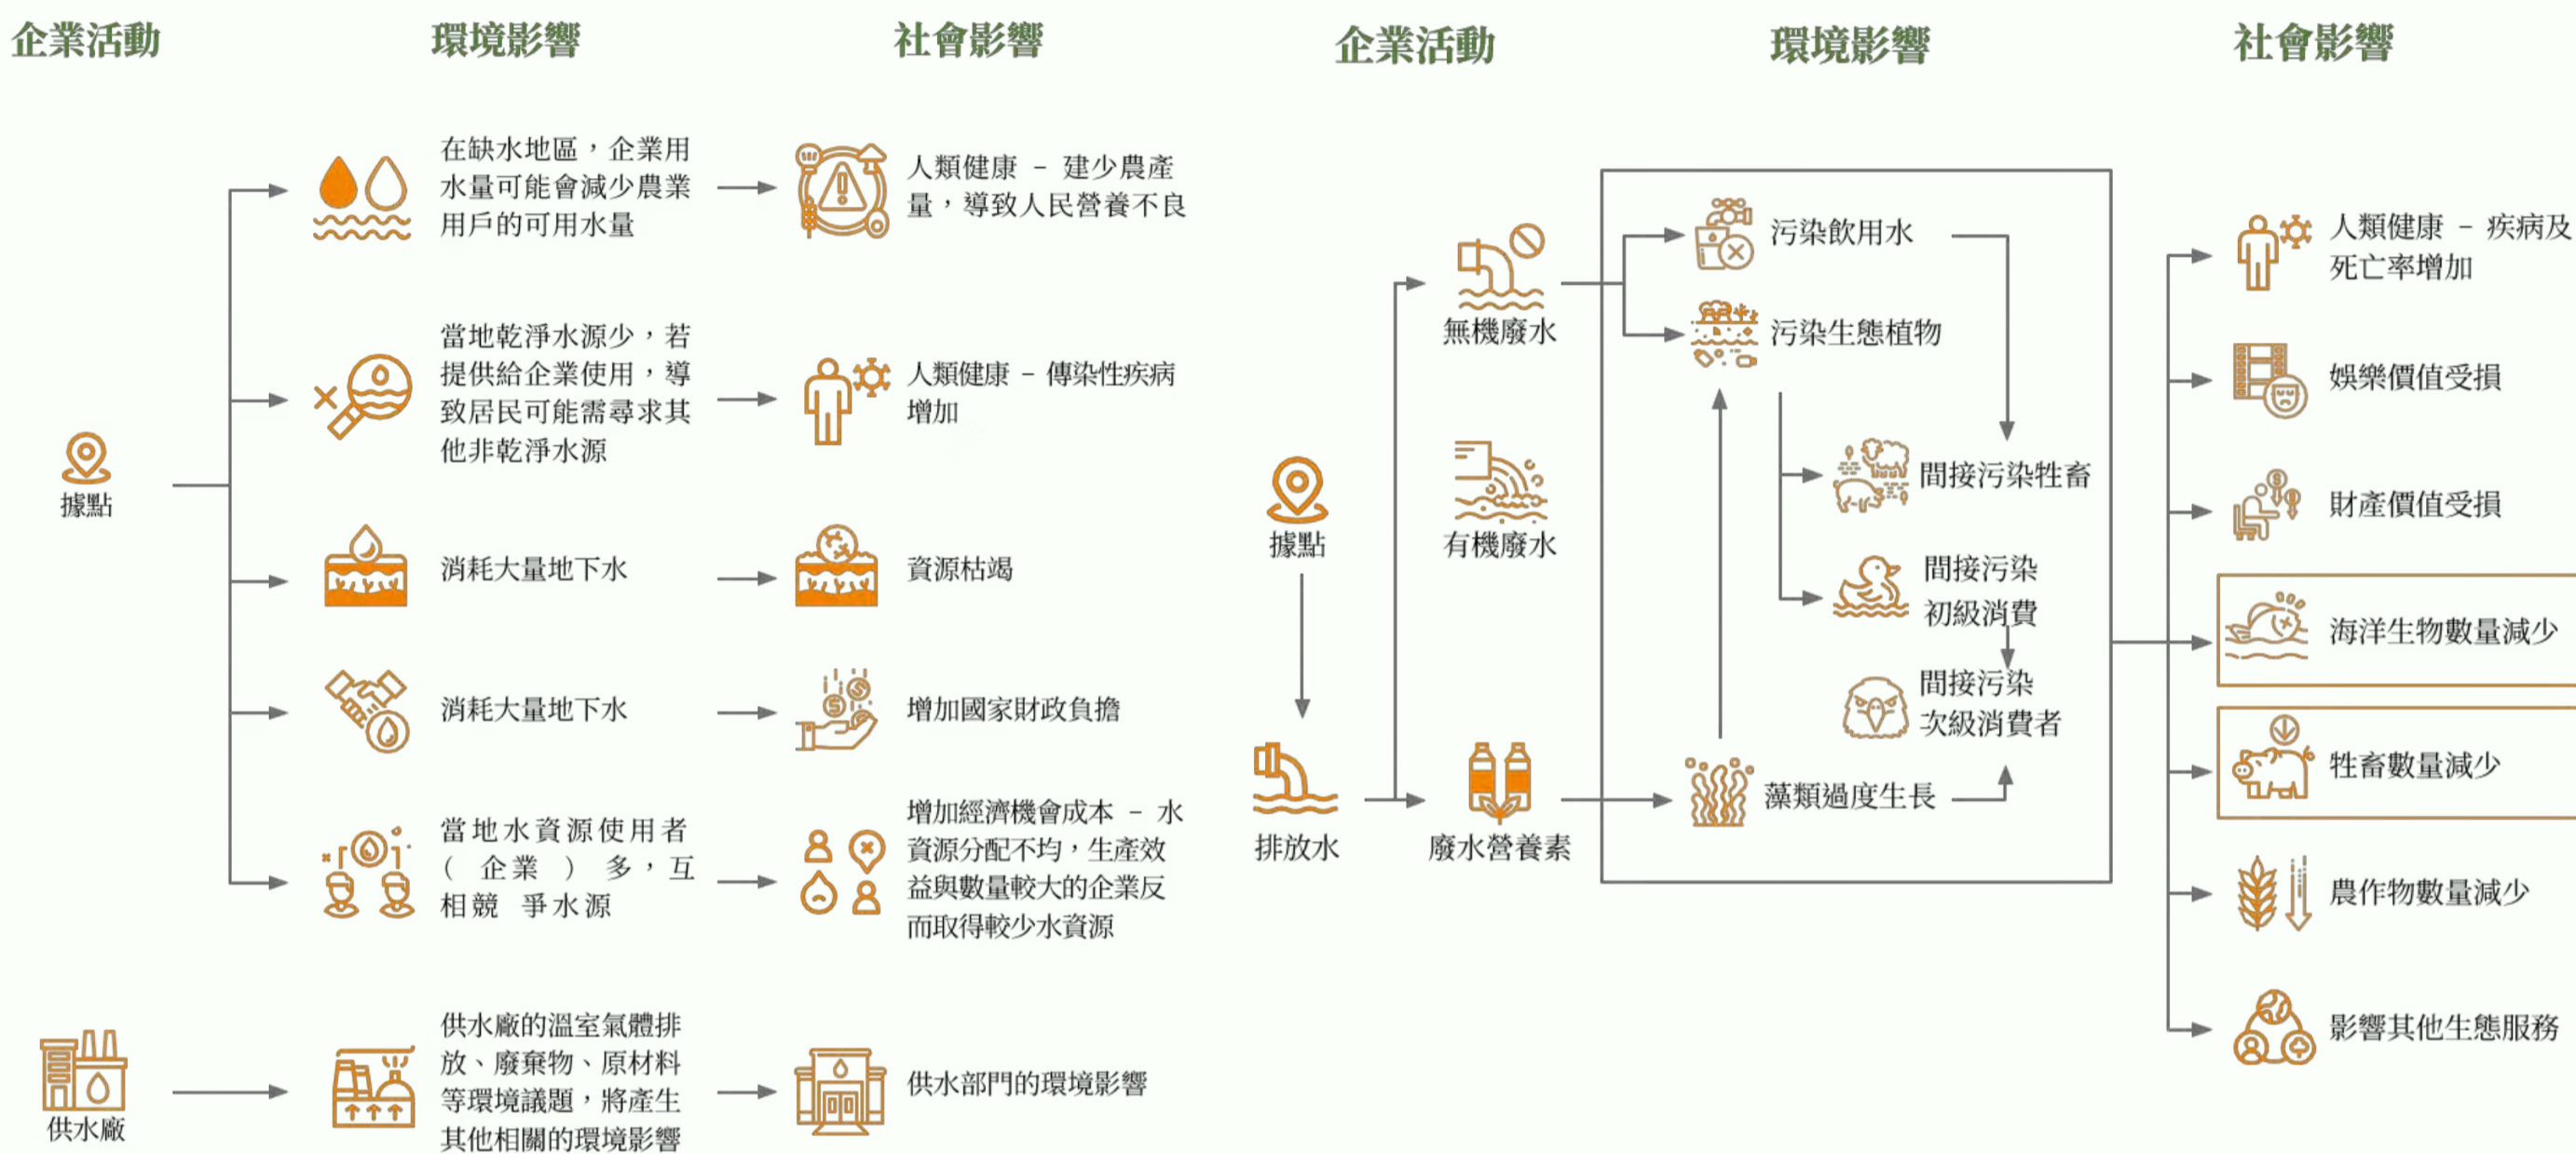 企業活動
環境影響
社會影響
據點
在缺水地區，企業用
水量可能會減少農業
用戶的可用水量
人類健康 – 建少農產
量，導致人民營養不良
當地乾淨水源少，若
提供給企業使用，導
致居民可能需尋求其
他非乾淨水源
人類健康 – 傳染性疾病
增加
消耗大量地下水
資源枯竭
消耗大量地下水
增加國家財政負擔
當地水資源使用者
( 企業 ) 多，互
相競 爭水源
增加經濟機會成本 – 水
資源分配不均，生產效
益與數量較大的企業反
而取得較少水資源
供水廠
供水廠的溫室氣體排
放、廢棄物、原材料
等環境議題，將產生
其他相關的環境影響
供水部門的環境影響
企業活動
環境影響
社會影響
據點
排放水
無機廢水
有機廢水
廢水營養素
污染飲用水
污染生態植物
間接污染牲畜
間接污染
初級消費
間接污染
次級消費者
藻類過度生長
人類健康 – 疾病及
死亡率增加
娛樂價值受損
財產價值受損
海洋生物數量減少
牲畜數量減少
農作物數量減少
影響其他生態服務